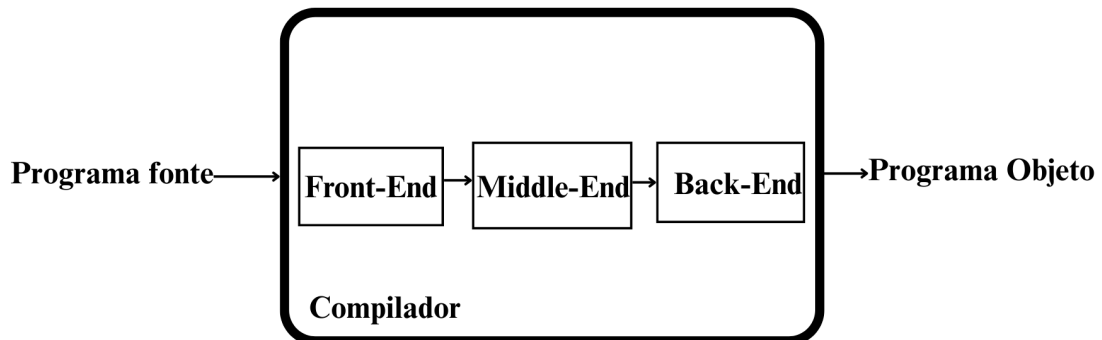 Programa fonte
Front-End
Middle-End
Back-End
Programa Objeto
Compilador